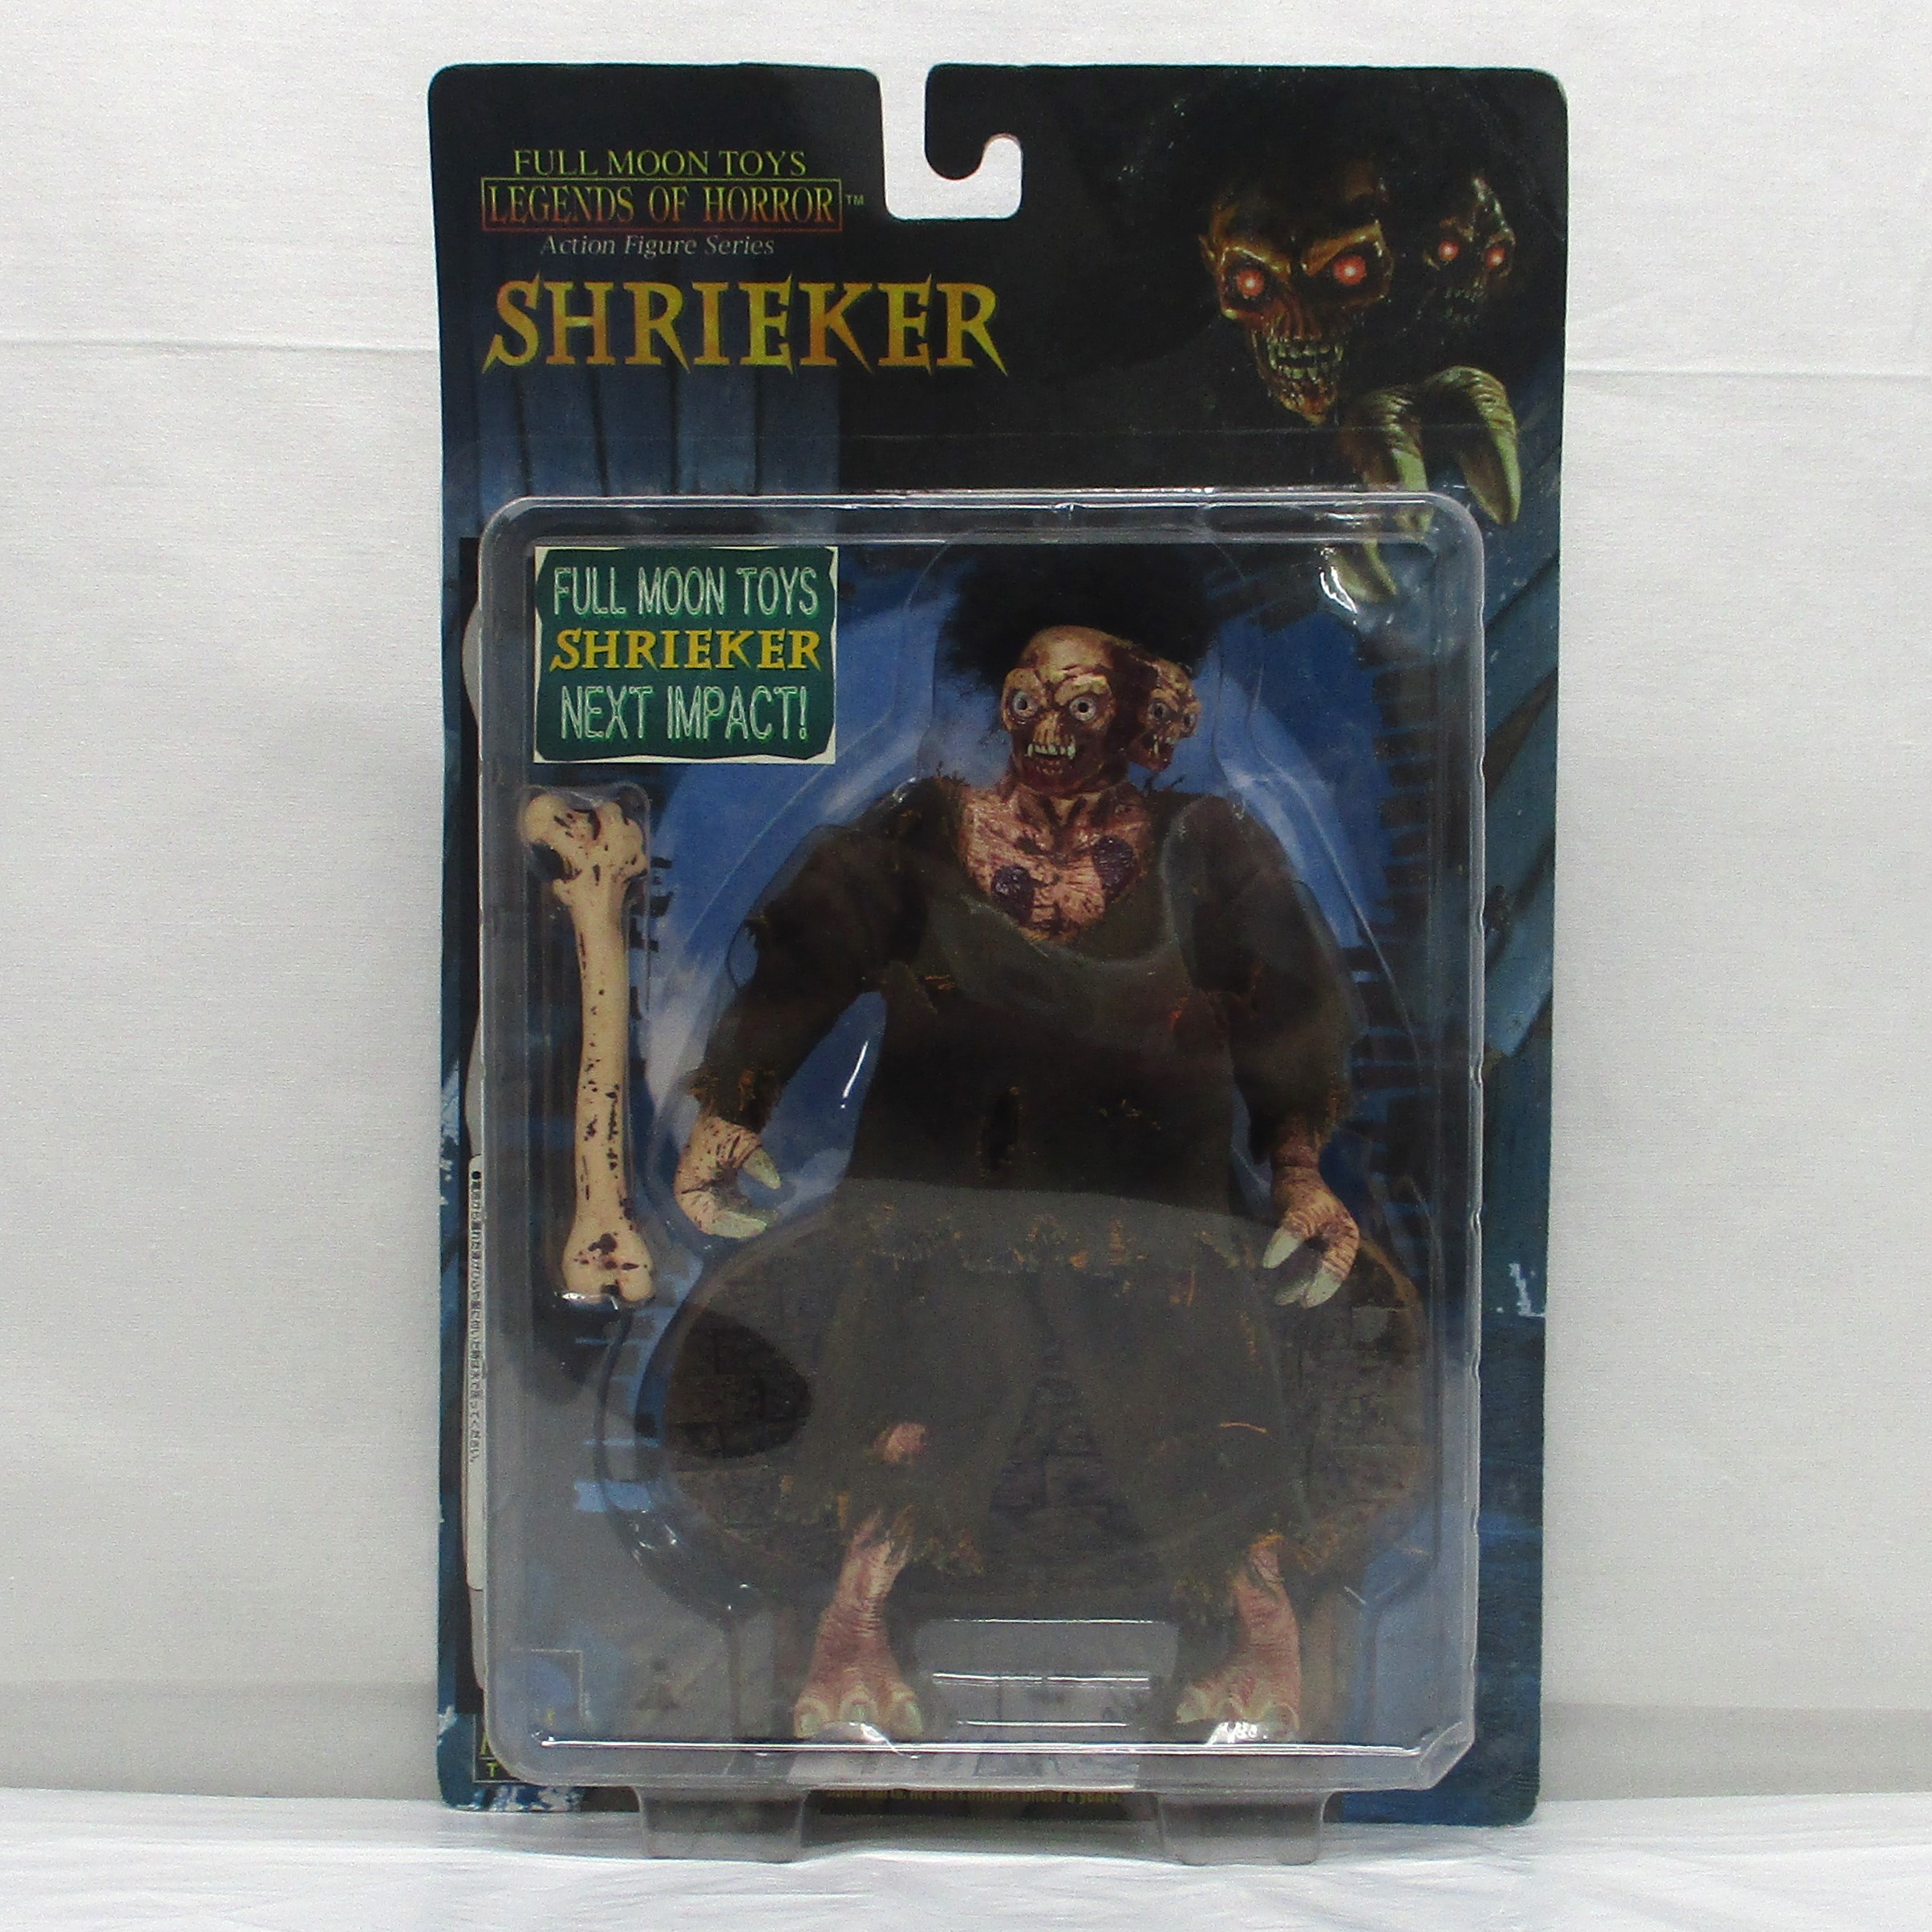 FULL MOON TOYS
LEGENDS OF HORROR™
Action Figure Series
SHRIEKER
FULL MOON TOYS
SHRIEKER
NEXT IMPACT!